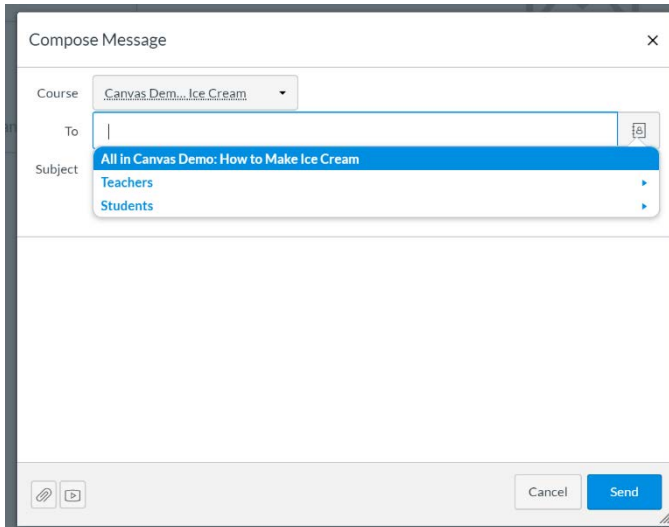 Compose Message
Course Canvas Dem... Ice Cream
To
All in Canvas Demo: How to Make Ice Cream
Subject
Teachers
Students
Cancel Send